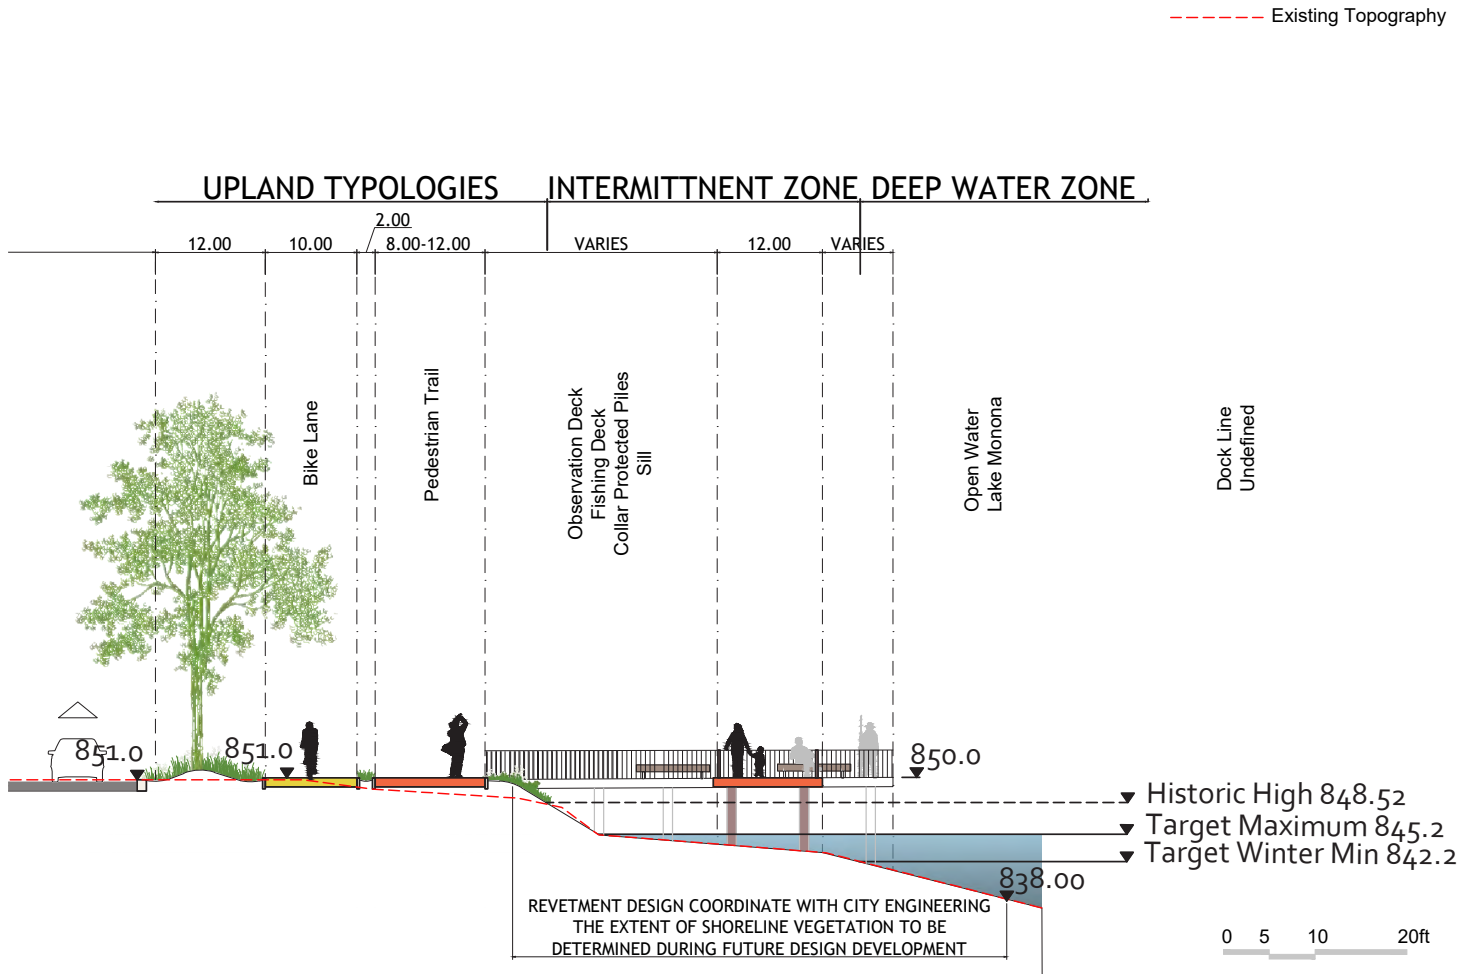 Existing Topography
UPLAND TYPOLOGIES
INTERMITTNENT ZONE
DEEP WATER ZONE
12.00
10.00
2.00
8.00-12.00
VARIES
12.00
VARIES
Bike Lane
Pedestrian Trail
Observation Deck
Fishing Deck
Collar Protected Piles
Sill
Open Water
Lake Monona
Dock Line
Undefined
851.0
851.0
850.0
Historic High 848.52
Target Maximum 845.2
Target Winter Min 842.2
838.00
REVETMENT DESIGN COORDINATE WITH CITY ENGINEERING
THE EXTENT OF SHORELINE VEGETATION TO BE
DETERMINED DURING FUTURE DESIGN DEVELOPMENT
0 5 10 20ft